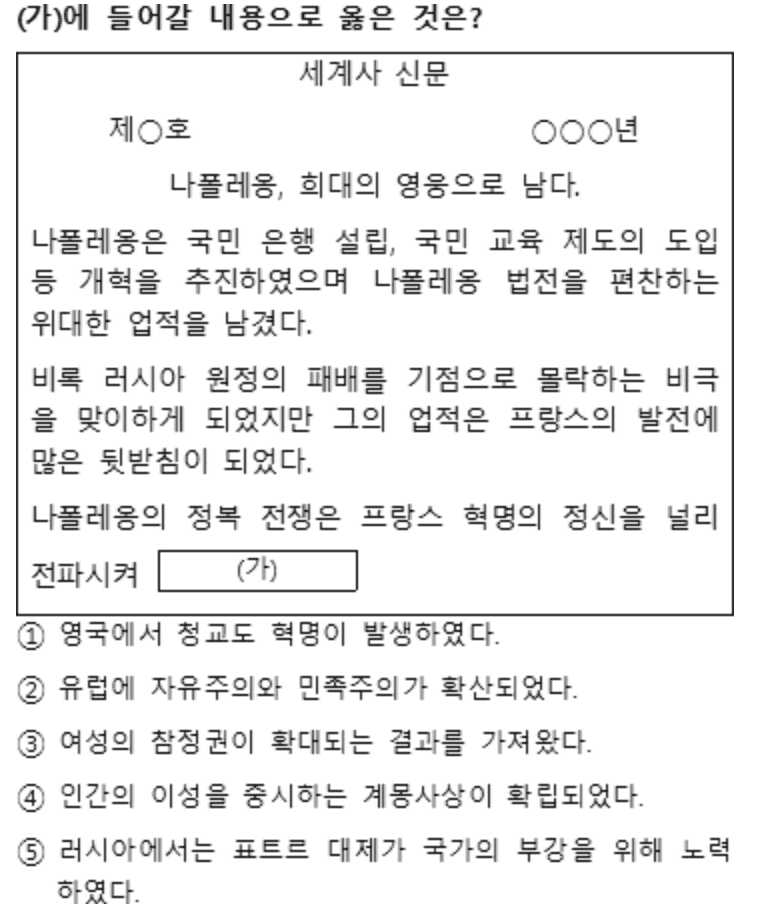 (가)에 들어갈 내용으로 옳은 것은?
세계사 신문
제○호 ○○○년
나폴레옹, 희대의 영웅으로 남다.
나폴레옹은 국민 은행 설립, 국민 교육 제도의 도입
등 개혁을 추진하였으며 나폴레옹 법전을 편찬하는
위대한 업적을 남겼다.
비록 러시아 원정의 패배를 기점으로 몰락하는 비극
을 맞이하게 되었지만 그의 업적은 프랑스의 발전에
많은 뒷받침이 되었다.
나폴레옹의 정복 전쟁은 프랑스 혁명의 정신을 널리
전파시켜 (가)
① 영국에서 청교도 혁명이 발생하였다.
② 유럽에 자유주의와 민족주의가 확산되었다.
③ 여성의 참정권이 확대되는 결과를 가져왔다.
④ 인간의 이성을 중시하는 계몽사상이 확립되었다.
⑤ 러시아에서는 표트르 대제가 국가의 부강을 위해 노력
하였다.